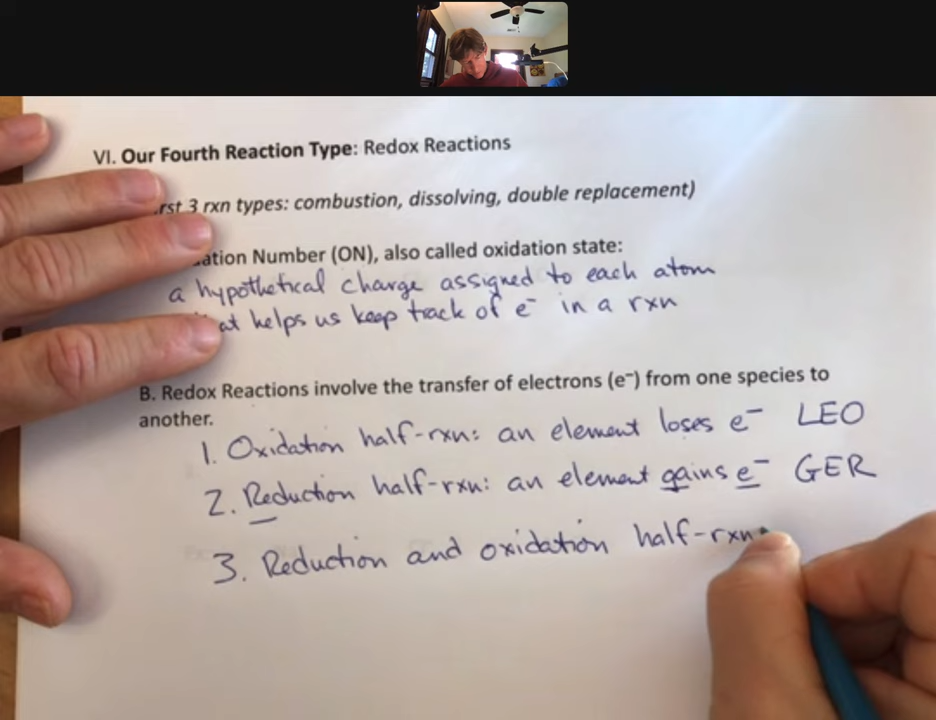 VI. Our Fourth Reaction Type: Redox Reactions
rst 3 rxn types: combustion, dissolving, double replacement)
ation Number (ON), also called oxidation state:
a hypothetical charge assigned to each atom
at helps us keep track of e⁻ in a rxn
B. Redox Reactions involve the transfer of electrons (e⁻) from one species to
another.
1. Oxidation half-rxn: an element loses e⁻ LEO
2. Reduction half-rxn: an element gains e⁻ GER
3. Reduction and oxidation half-rxn